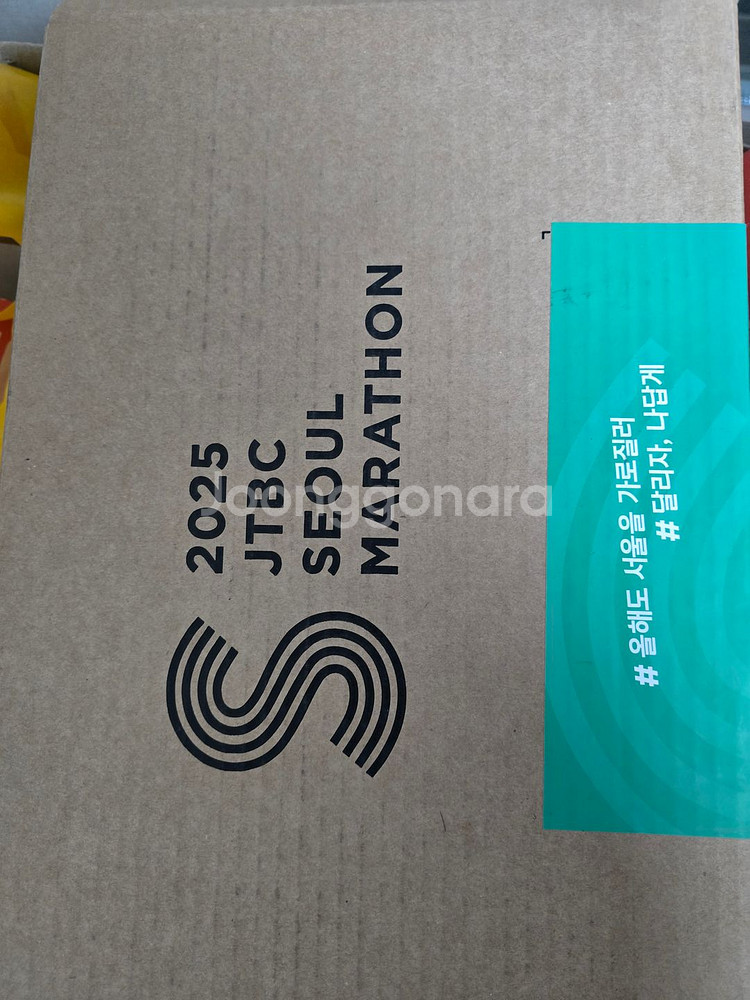 2025
JTBC
SEOUL
MARATHON
# 올해도 서울을 가로질러
# 달리자, 나답게
Joonggonara